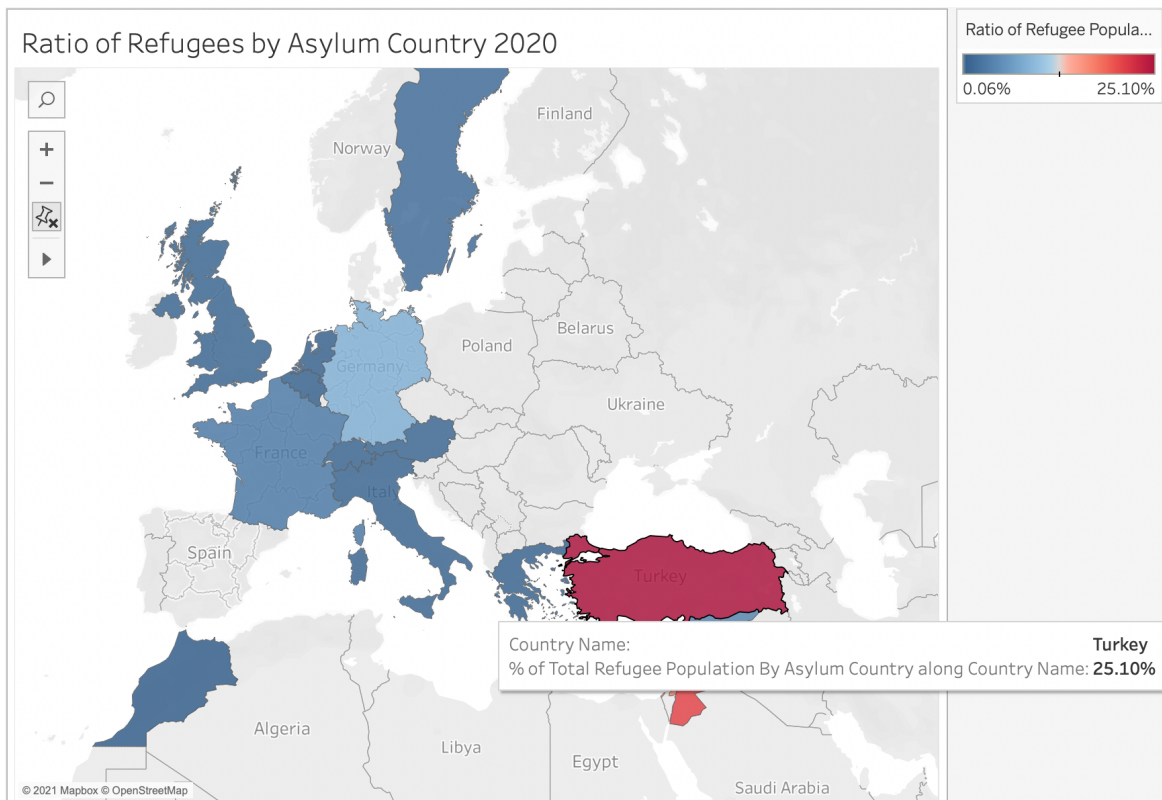 Ratio of Refugees by Asylum Country 2020
Ratio of Refugee Popula...
0.06%
25.10%
Finland
Norway
Belarus
Poland
Germany
Ukraine
France
Italy
Spain
Turkey
Country Name: Turkey
% of Total Refugee Population By Asylum Country along Country Name: 25.10%
Algeria
Libya
Egypt
Saudi Arabia
© 2021 Mapbox © OpenStreetMap